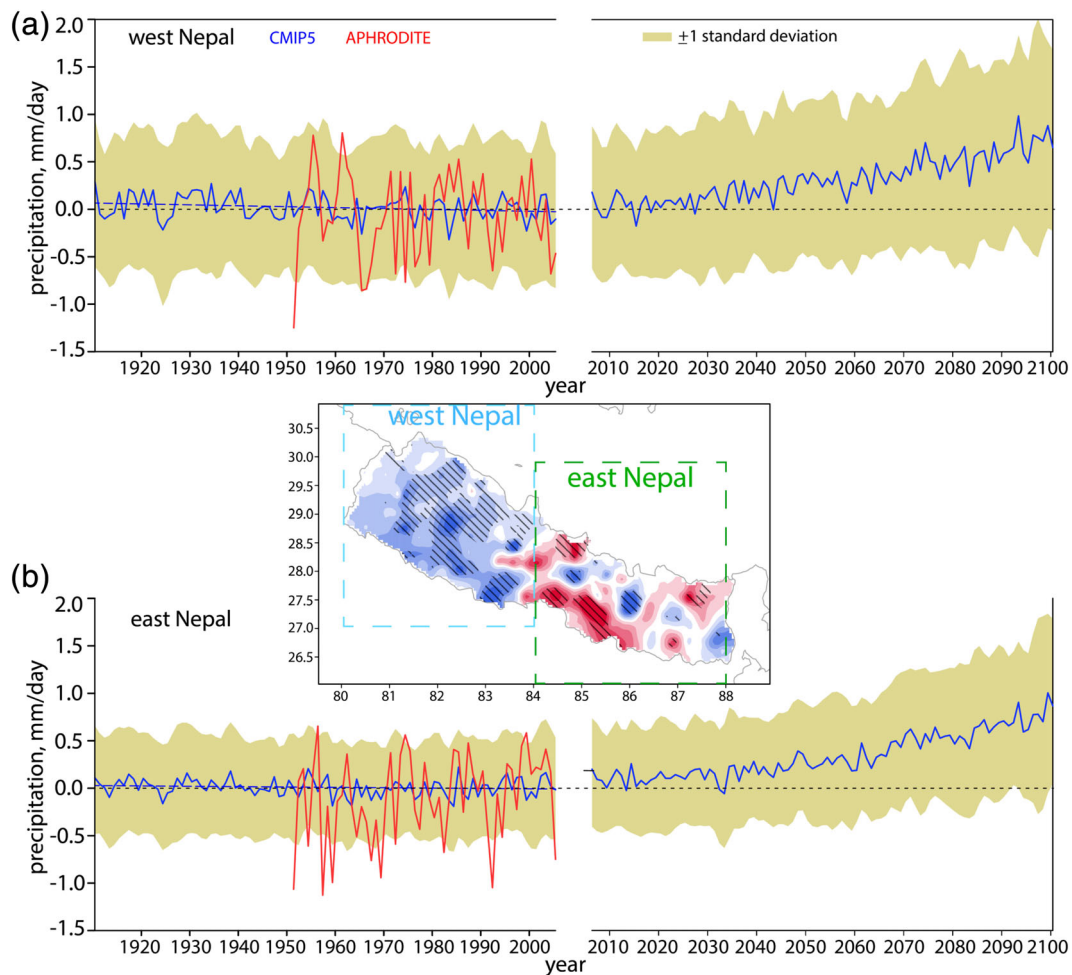 (a)
west Nepal CMIP5 APHRODITE ±1 standard deviation
2.0
1.5
1.0
0.5
0.0
-0.5
-1.0
-1.5
precipitation, mm/day
1920 1930 1940 1950 1960 1970 1980 1990 2000 2010 2020 2030 2040 2050 2060 2070 2080 2090 2100
year
west Nepal
east Nepal
30.5
30.0
29.5
29.0
28.5
28.0
27.5
27.0
26.5
80 81 82 83 84 85 86 87 88
(b)
east Nepal
2.0
1.5
1.0
0.5
0.0
-0.5
-1.0
-1.5
precipitation, mm/day
1920 1930 1940 1950 1960 1970 1980 1990 2000 2010 2020 2030 2040 2050 2060 2070 2080 2090 2100
year